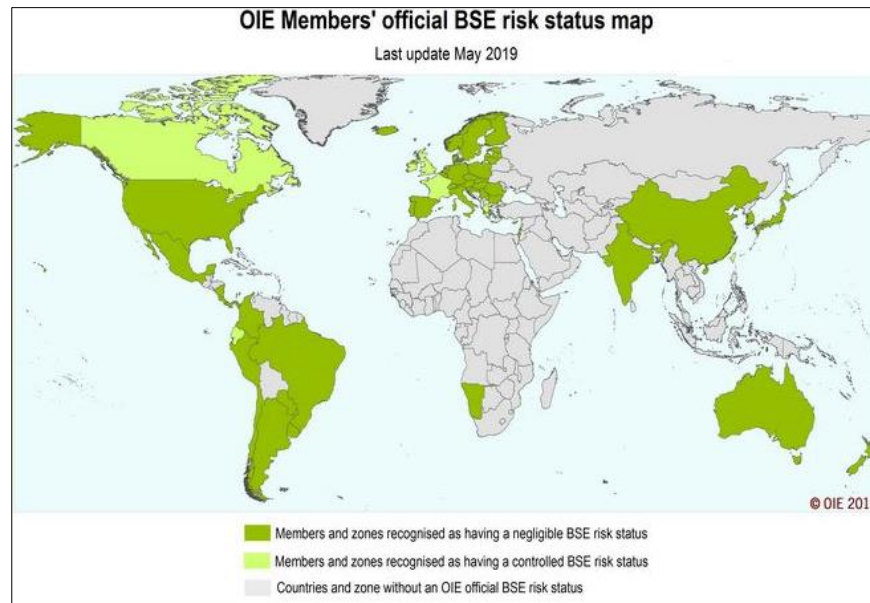 OIE Members' official BSE risk status map
Last update May 2019
© OIE 201
Members and zones recognised as having a negligible BSE risk status
Members and zones recognised as having a controlled BSE risk status
Countries and zone without an OIE official BSE risk status